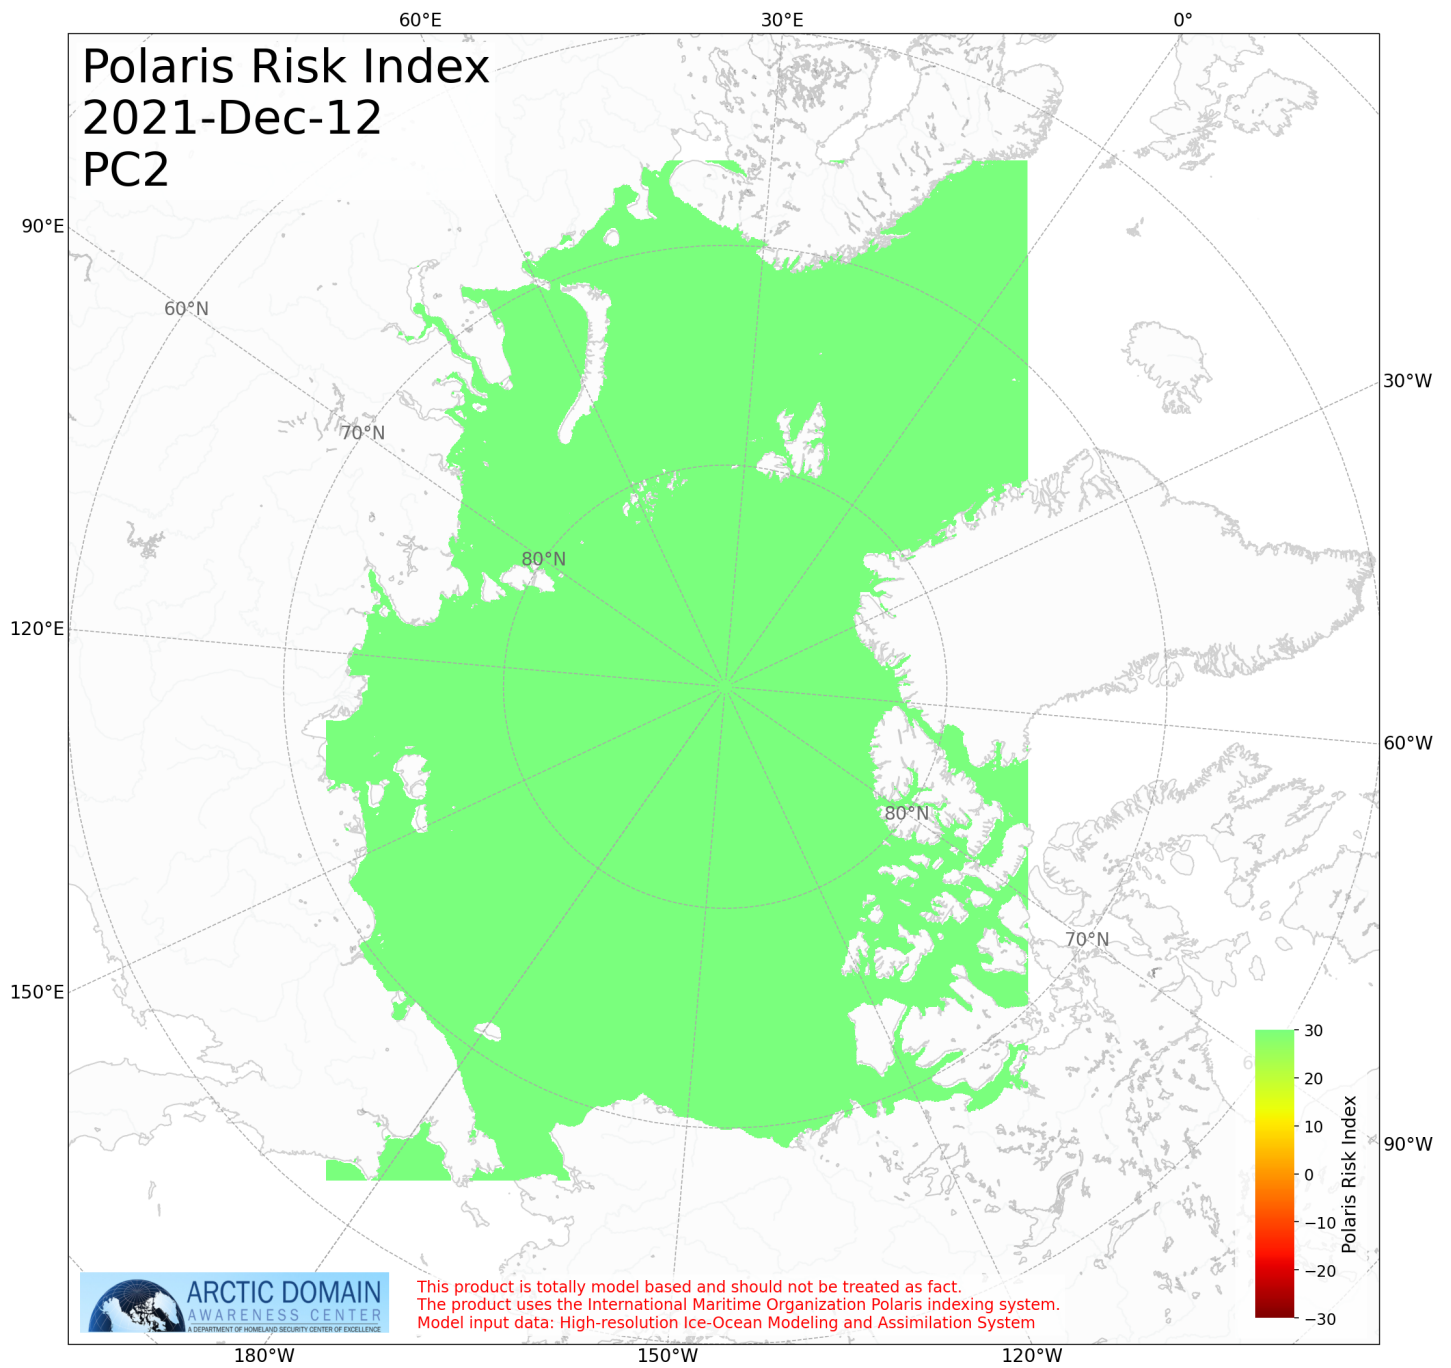 60°E
30°E
0°
Polaris Risk Index
2021-Dec-12
PC2
90°E
60°N
30°W
70°N
80°N
120°E
60°W
80°N
70°N
150°E
30
20
10
0
−10
−20
−30
Polaris Risk Index
90°W
ARCTIC DOMAIN
AWARENESS CENTER
A DEPARTMENT OF HOMELAND SECURITY CENTER OF EXCELLENCE
This product is totally model based and should not be treated as fact.
The product uses the International Maritime Organization Polaris indexing system.
Model input data: High-resolution Ice-Ocean Modeling and Assimilation System
180°W
150°W
120°W